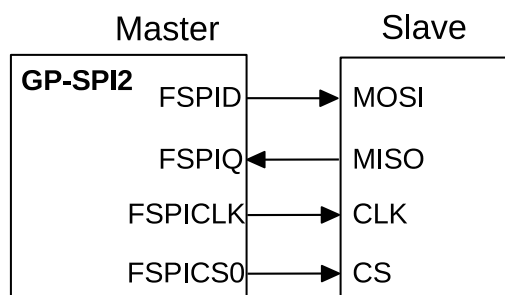 Master Slave
GP-SPI2
FSPID MOSI
FSPIQ MISO
FSPICLK CLK
FSPICS0 CS